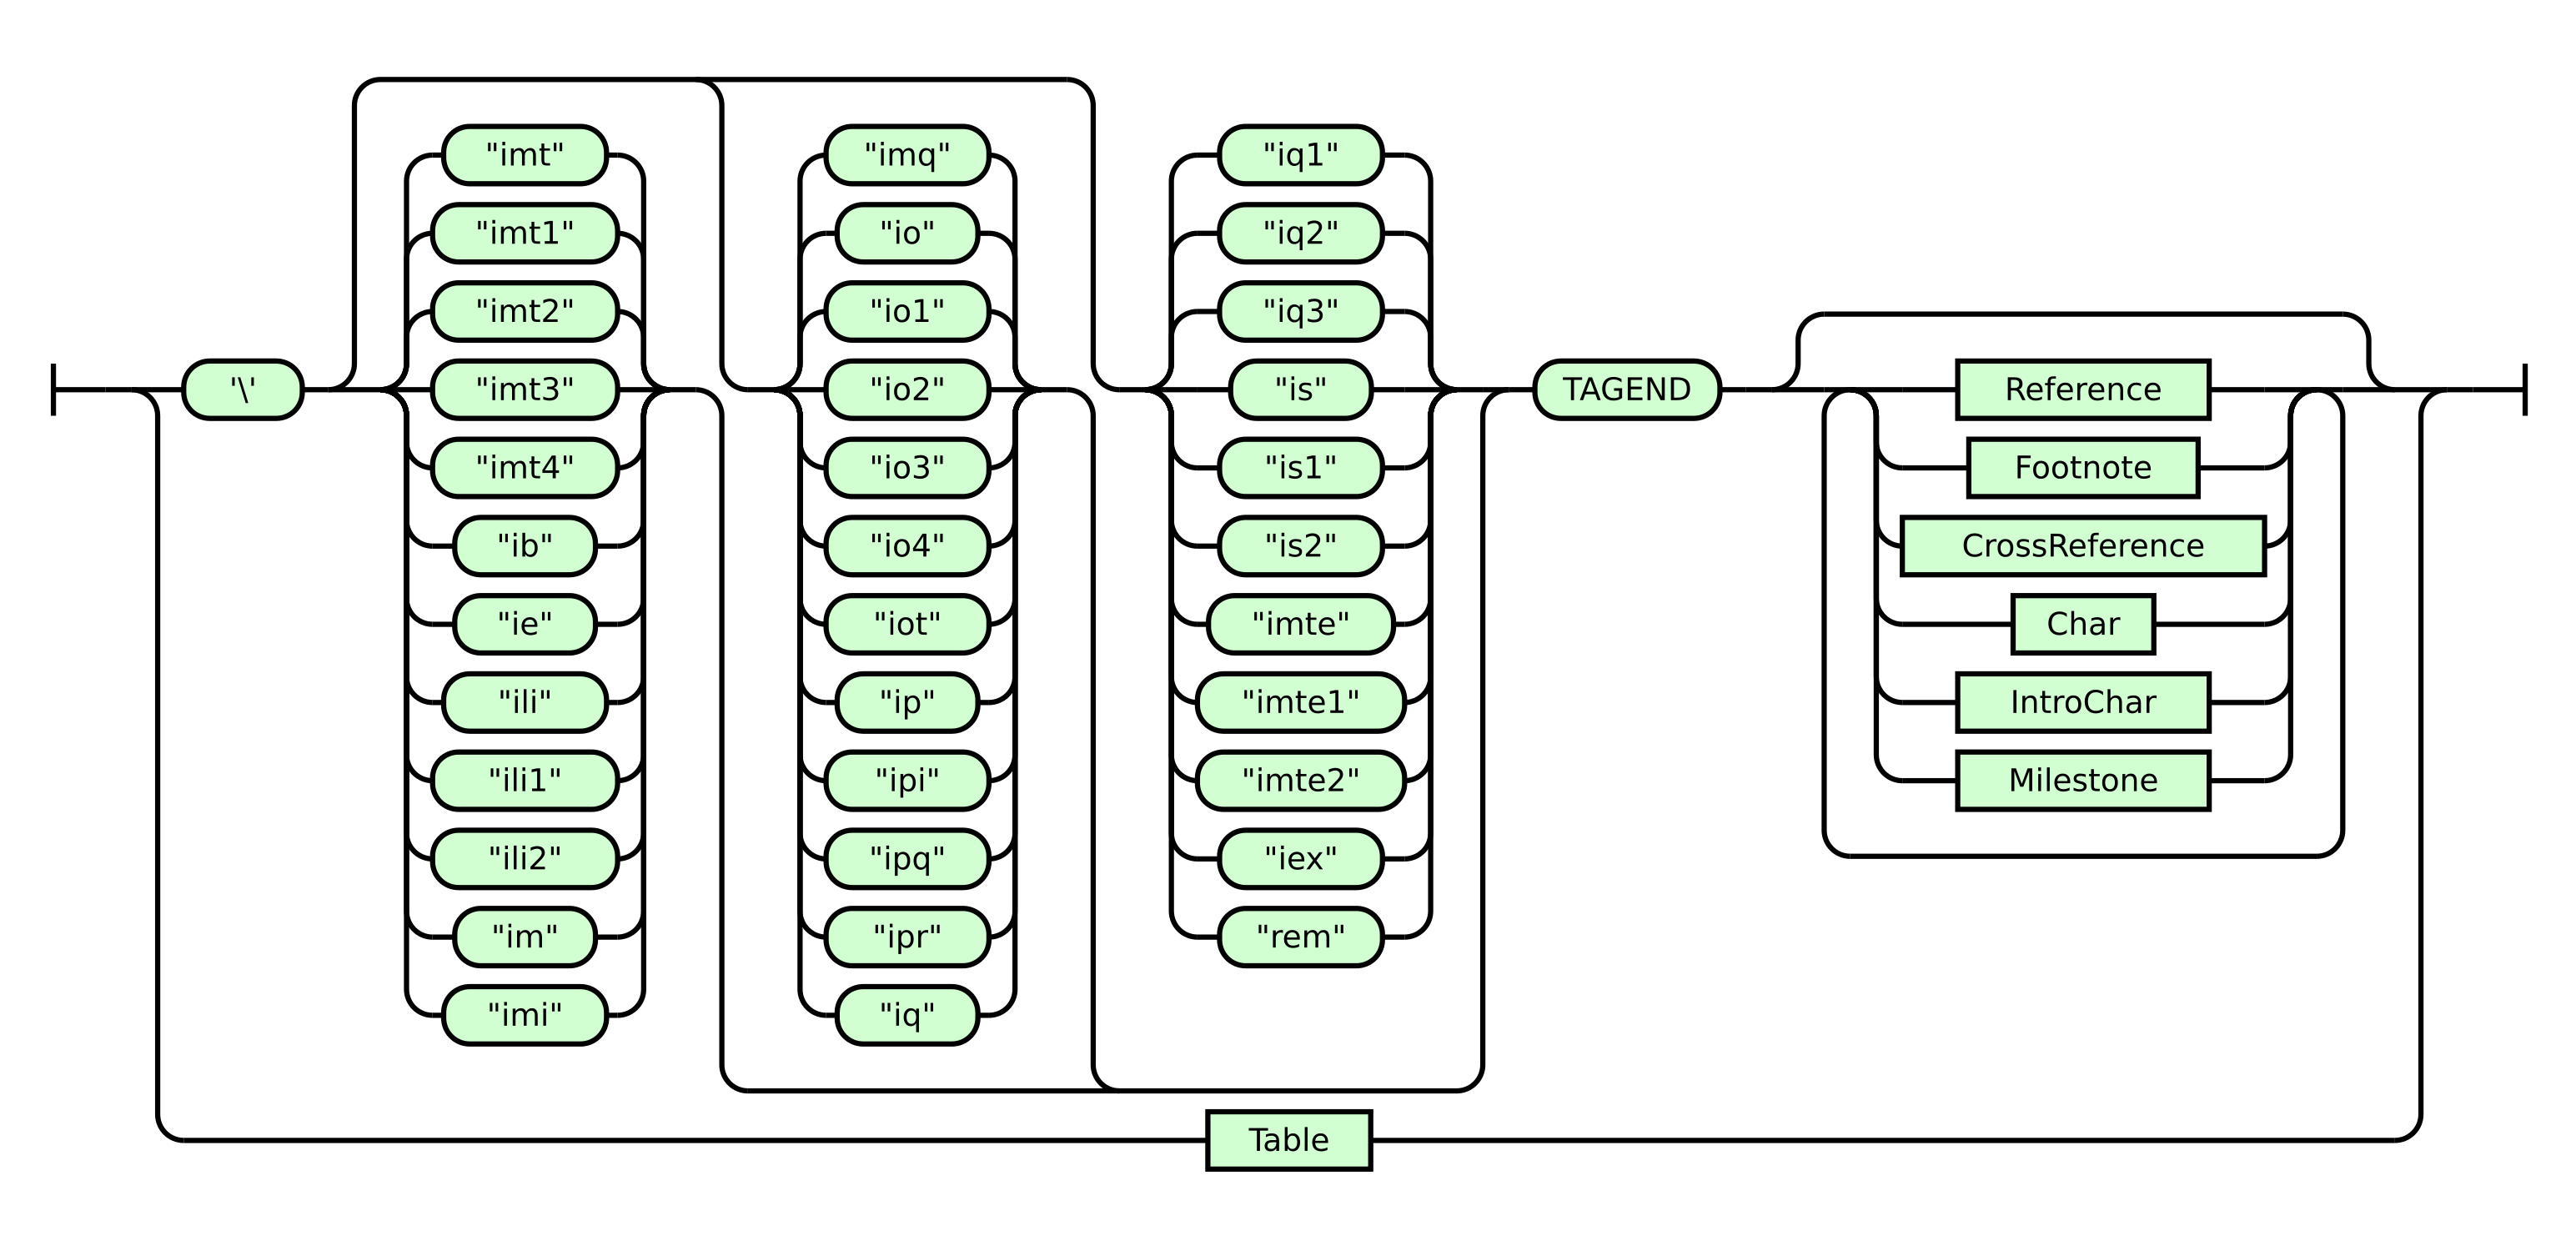 '\'
"imt"
"imt1"
"imt2"
"imt3"
"imt4"
"ib"
"ie"
"ili"
"ili1"
"ili2"
"im"
"imi"
"imq"
"io"
"io1"
"io2"
"io3"
"io4"
"iot"
"ip"
"ipi"
"ipq"
"ipr"
"iq"
"iq1"
"iq2"
"iq3"
"is"
"is1"
"is2"
"imte"
"imte1"
"imte2"
"iex"
"rem"
TAGEND
Reference
Footnote
CrossReference
Char
IntroChar
Milestone
Table